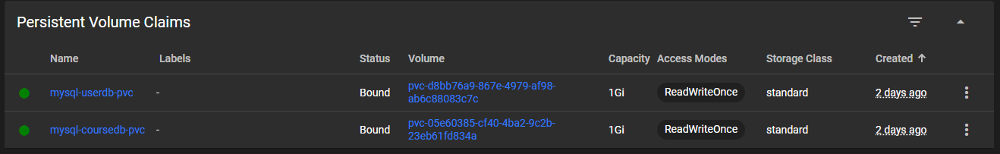 Persistent Volume Claims
Name Labels Status Volume Capacity Access Modes Storage Class Created ↑
mysql-userdb-pvc - Bound pvc-d8bb76a9-867e-4979-af98-
ab6c88083c7c 1Gi ReadWriteOnce standard 2 days ago
mysql-coursedb-pvc - Bound pvc-05e60385-cf40-4ba2-9c2b-
23eb61fd834a 1Gi ReadWriteOnce standard 2 days ago